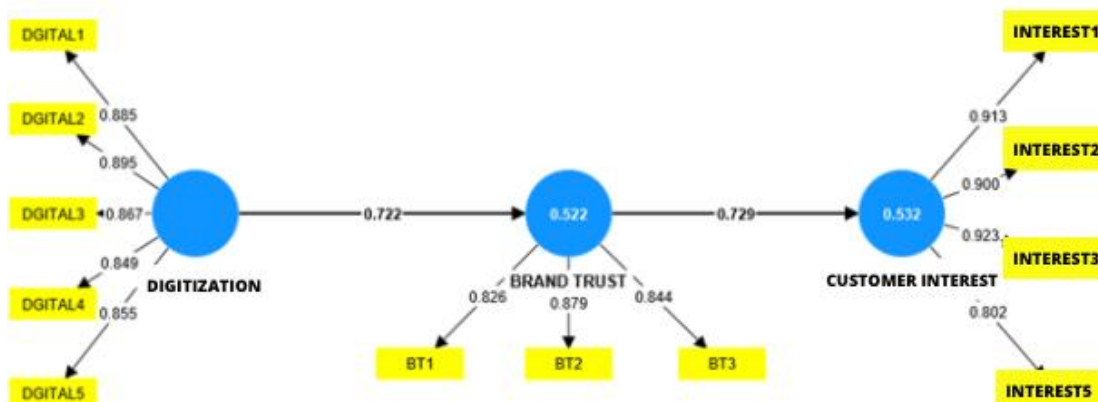 DGITAL1
0.885
DGITAL2
0.895
DGITAL3
0.867
DGITAL4
0.849
DGITAL5
0.855
DIGITIZATION
0.722
0.522
BRAND TRUST
0.826
0.879
0.844
BT1
BT2
BT3
0.729
0.532
CUSTOMER INTEREST
INTEREST1
0.913
INTEREST2
0.900
INTEREST3
0.923
INTEREST5
0.802